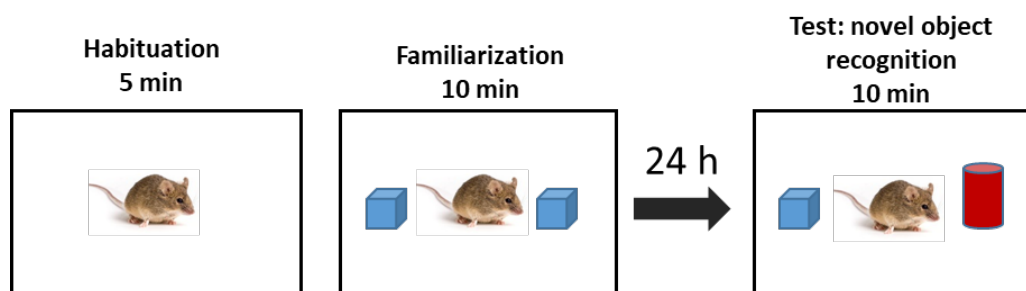 Habituation
5 min
Familiarization
10 min
24 h
Test: novel object
recognition
10 min